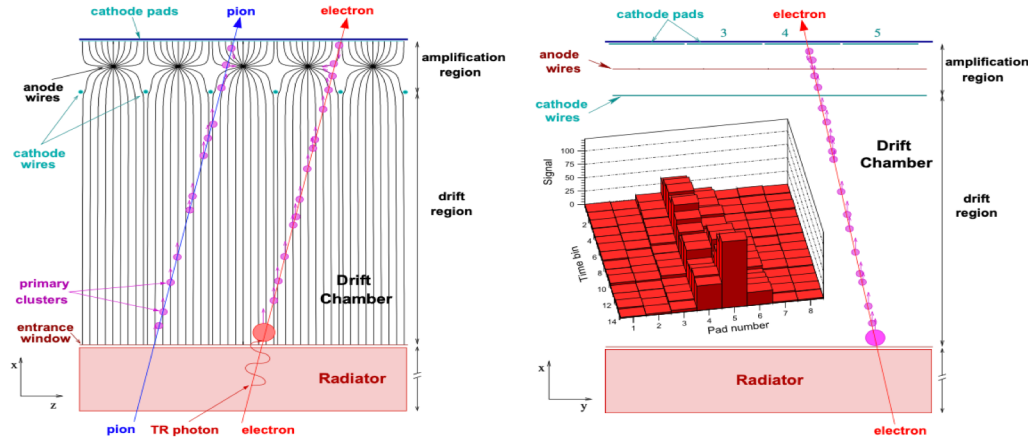 cathode pads
pion
electron
anode
wires
cathode
wires
amplification
region
drift
region
primary
clusters
Drift
Chamber
entrance
window
Radiator
x
z
pion
TR photon
electron
cathode pads
electron
3
4
5
anode
wires
cathode
wires
amplification
region
Drift
Chamber
drift
region
Signal
100
75
50
25
0
2
4
6
8
10
12
14
Time bin
1
2
3
4
5
6
7
8
Pad number
Radiator
x
y
electron